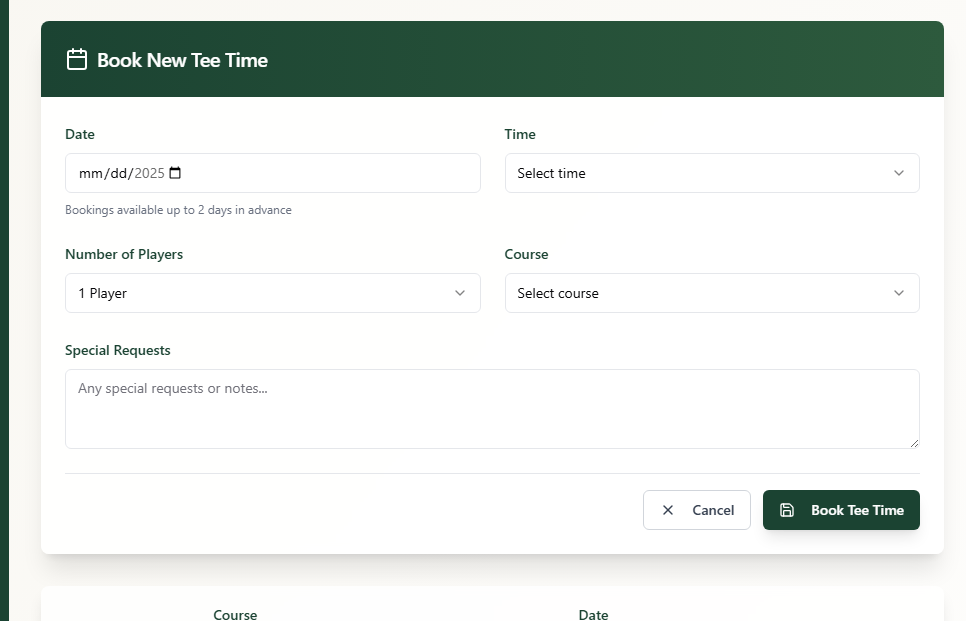 Book New Tee Time
Date
Time
mm/dd/2025
Select time
Bookings available up to 2 days in advance
Number of Players
Course
1 Player
Select course
Special Requests
Any special requests or notes...
Cancel
Book Tee Time
Course
Date